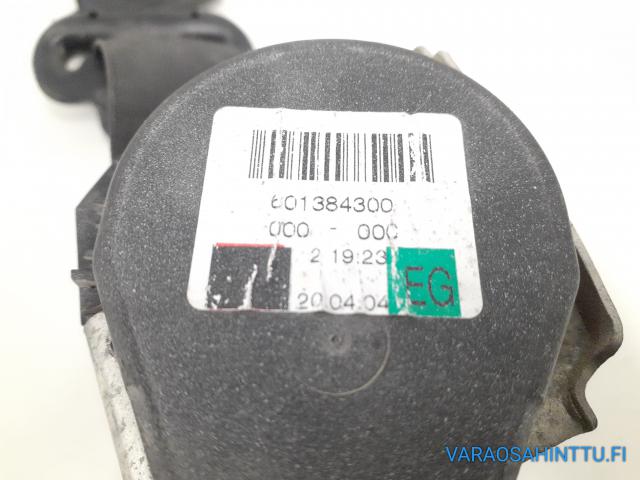 601384300
000 - 000
2 19:23
20.04.04
EG
VARAOSAHINTTU.FI